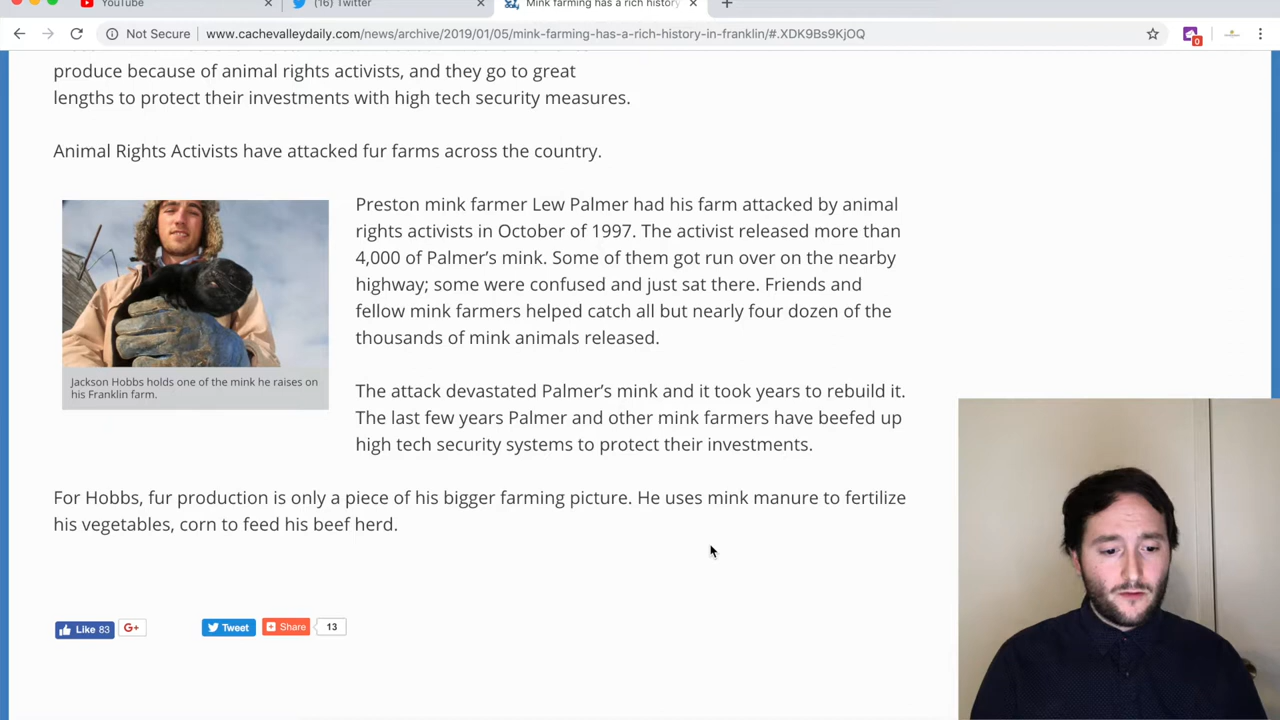 YouTube
(16) Twitter
Mink farming has a rich history
Not Secure
www.cachevalleydaily.com/news/archive/2019/01/05/mink-farming-has-a-rich-history-in-franklin/#.XDK9Bs9KjOQ
0
produce because of animal rights activists, and they go to great
lengths to protect their investments with high tech security measures.
Animal Rights Activists have attacked fur farms across the country.
Preston mink farmer Lew Palmer had his farm attacked by animal
rights activists in October of 1997. The activist released more than
4,000 of Palmer’s mink. Some of them got run over on the nearby
highway; some were confused and just sat there. Friends and
fellow mink farmers helped catch all but nearly four dozen of the
thousands of mink animals released.
Jackson Hobbs holds one of the mink he raises on
his Franklin farm.
The attack devastated Palmer’s mink and it took years to rebuild it.
The last few years Palmer and other mink farmers have beefed up
high tech security systems to protect their investments.
For Hobbs, fur production is only a piece of his bigger farming picture. He uses mink manure to fertilize
his vegetables, corn to feed his beef herd.
Like 83
G+
Tweet
Share
13